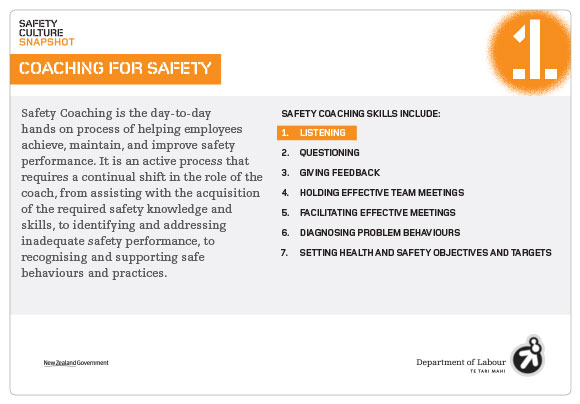 SAFETY
CULTURE
SNAPSHOT
COACHING FOR SAFETY
1.
Safety Coaching is the day-to-day
hands on process of helping employees
achieve, maintain, and improve safety
performance. It is an active process that
requires a continual shift in the role of the
coach, from assisting with the acquisition
of the required safety knowledge and
skills, to identifying and addressing
inadequate safety performance, to
recognising and supporting safe
behaviours and practices.
SAFETY COACHING SKILLS INCLUDE:
1. LISTENING
2. QUESTIONING
3. GIVING FEEDBACK
4. HOLDING EFFECTIVE TEAM MEETINGS
5. FACILITATING EFFECTIVE MEETINGS
6. DIAGNOSING PROBLEM BEHAVIOURS
7. SETTING HEALTH AND SAFETY OBJECTIVES AND TARGETS
New Zealand Government
Department of Labour
TE TARI MAHI